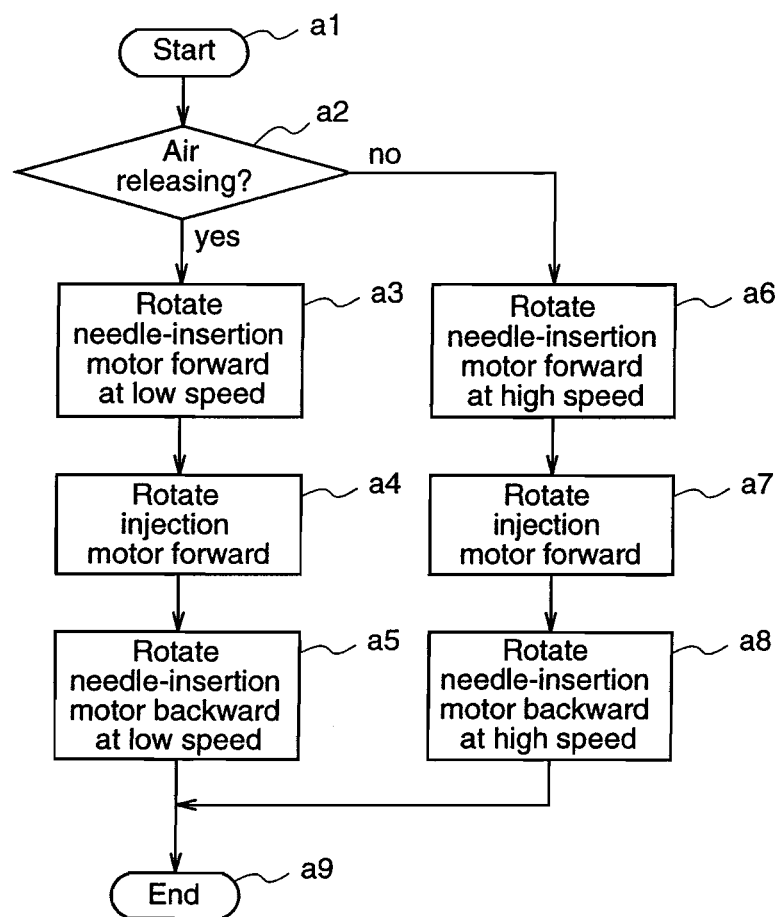 Start
a1
Air
releasing?
a2
no
yes
Rotate
needle-insertion
motor forward
at low speed
a3
Rotate
needle-insertion
motor forward
at high speed
a6
Rotate
injection
motor forward
a4
Rotate
injection
motor forward
a7
Rotate
needle-insertion
motor backward
at low speed
a5
Rotate
needle-insertion
motor backward
at high speed
a8
End
a9